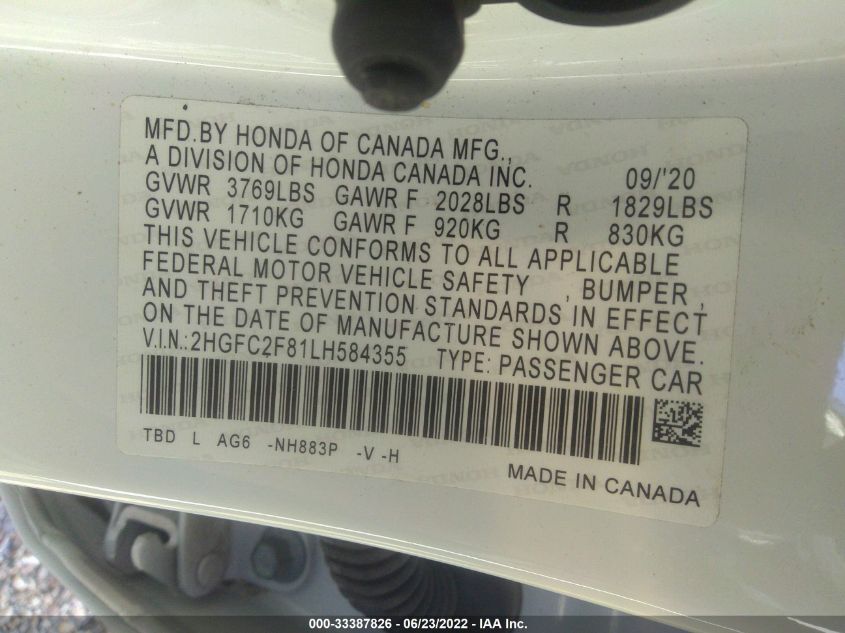 MFD.BY HONDA OF CANADA MFG.,
A DIVISION OF HONDA CANADA INC. 09/'20
GVWR 3769LBS GAWR F 2028LBS R 1829LBS
GVWR 1710KG GAWR F 920KG R 830KG
THIS VEHICLE CONFORMS TO ALL APPLICABLE
FEDERAL MOTOR VEHICLE SAFETY , BUMPER ,
AND THEFT PREVENTION STANDARDS IN EFFECT
ON THE DATE OF MANUFACTURE SHOWN ABOVE.
V.I.N.:2HGFC2F81LH584355 TYPE: PASSENGER CAR
TBD L AG6 -NH883P -V -H
MADE IN CANADA
000-33387826 - 06/23/2022 - IAA Inc.